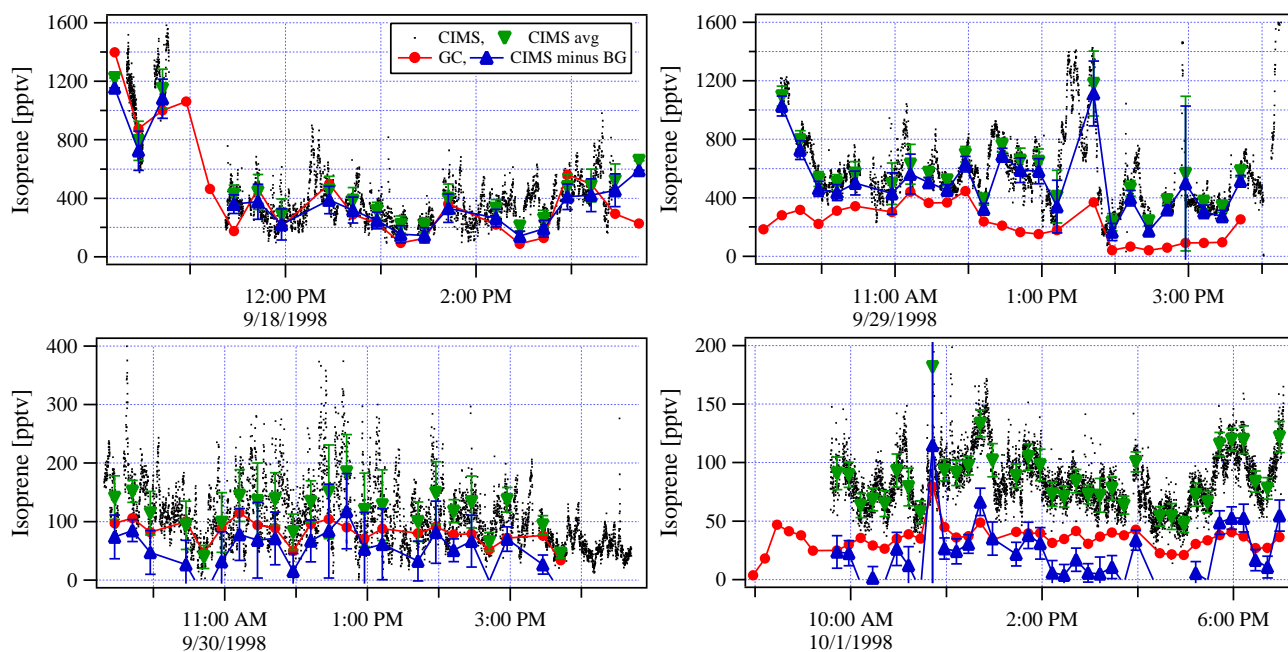 1600
1200
800
400
0
Isoprene [pptv]
CIMS, CIMS avg
GC, CIMS minus BG
12:00 PM
2:00 PM
9/18/1998
1600
1200
800
400
0
Isoprene [pptv]
11:00 AM
1:00 PM
3:00 PM
9/29/1998
400
300
200
100
0
Isoprene [pptv]
11:00 AM
1:00 PM
3:00 PM
9/30/1998
200
150
100
50
0
Isoprene [pptv]
10:00 AM
2:00 PM
6:00 PM
10/1/1998